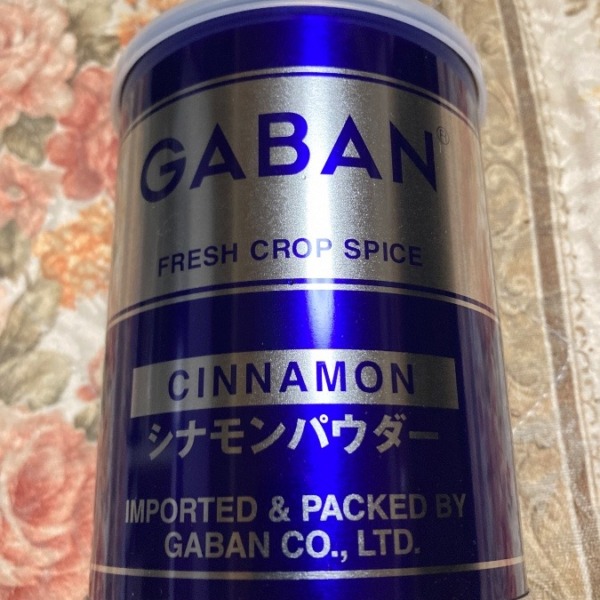 GABAN®
FRESH CROP SPICE
CINNAMON
シナモンパウダー
IMPORTED & PACKED BY
GABAN CO., LTD.